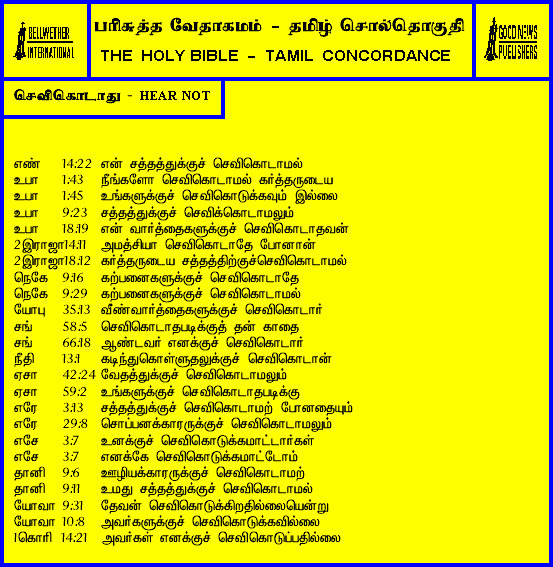 BELLWETHER
INTERNATIONAL
பரிசுத்த வேதாகமம் - தமிழ் சொல்தொகுதி
THE HOLY BIBLE - TAMIL CONCORDANCE
GOOD NEWS
PUBLISHERS
செவிகொடாது - HEAR NOT
எண் 14:22 என் சத்தத்துக்குச் செவிகொடாமல்
உபா 1:43 நீங்களோ செவிகொடாமல் கர்த்தருடைய
உபா 1:45 உங்களுக்குச் செவிகொடுக்கவும் இல்லை
உபா 9:23 சத்தத்துக்குச் செவிக்கொடாமலும்
உபா 18:19 என் வார்த்தைகளுக்குச் செவிகொடாதவன்
2இராஜா14:11 அமத்சியா செவிகொடாதே போனான்
2இராஜா18:12 கர்த்தருடைய சத்தத்திற்குச்செவிகொடாமல்
நெகே 9:16 கற்பனைகளுக்குச் செவிகொடாதே
நெகே 9:29 கற்பனைகளுக்குச் செவிகொடாமல்
யோபு 35:13 வீண்வார்த்தைகளுக்குச் செவிகொடார்
சங் 58:5 செவிகொடாதபடிக்குத் தன் காதை
சங் 66:18 ஆண்டவர் எனக்குச் செவிகொடார்
நீதி 13:1 கடிந்துகொள்ளுதலுக்குச் செவிகொடான்
ஏசா 42:24 வேதத்துக்குச் செவிகொடாமலும்
ஏசா 59:2 உங்களுக்குச் செவிகொடாதபடிக்கு
எரே 3:13 சத்தத்துக்குச் செவிகொடாமற் போனதையும்
எரே 29:8 சொப்பனக்காரருக்குச் செவிகொடாமலும்
எசே 3:7 உனக்குச் செவிகொடுக்கமாட்டார்கள்
எசே 3:7 எனக்கே செவிகொடுக்கமாட்டோம்
தானி 9:6 ஊழியக்காரருக்குச் செவிகொடாமற்
தானி 9:11 உமது சத்தத்துக்குச் செவிகொடாமல்
யோவா 9:31 தேவன் செவிகொடுக்கிறதில்லையென்று
யோவா 10:8 அவர்களுக்குச் செவிகொடுக்கவில்லை
1கொரி 14:21 அவர்கள் எனக்குச் செவிகொடுப்பதில்லை